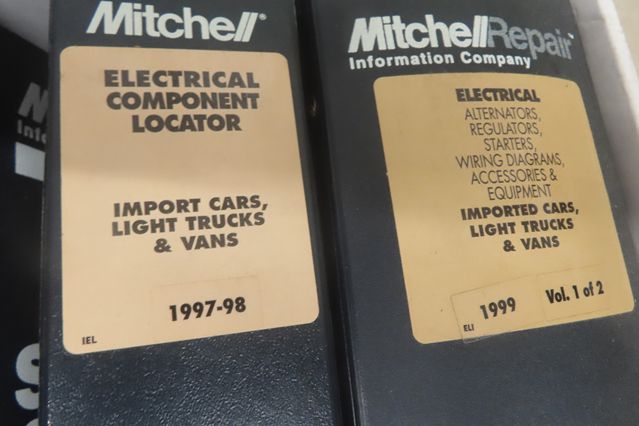 Mitchell®
ELECTRICAL
COMPONENT
LOCATOR
IMPORT CARS,
LIGHT TRUCKS
& VANS
1997-98
IEL
MitchellRepair™
Information Company
ELECTRICAL
ALTERNATORS,
REGULATORS,
STARTERS,
WIRING DIAGRAMS,
ACCESSORIES &
EQUIPMENT
IMPORTED CARS,
LIGHT TRUCKS
& VANS
1999 Vol. 1 of 2
ELI